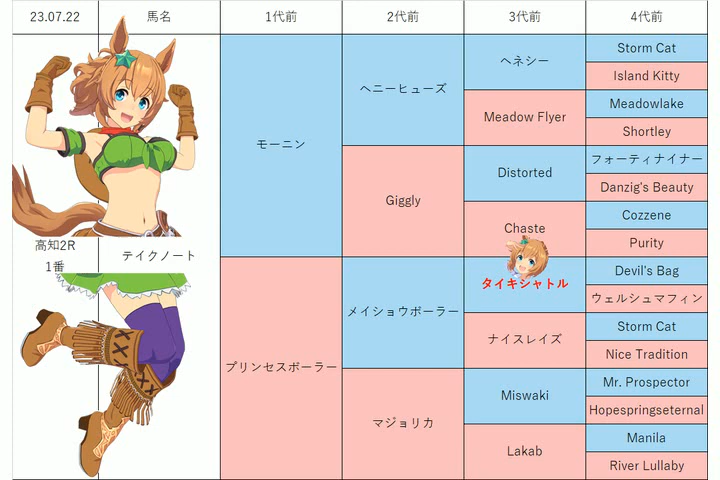 23.07.22
馬名
1代前
2代前
3代前
4代前
高知2R
1番
テイクノート
モーニン
プリンセスボーラー
ヘニーヒューズ
Giggly
メイショウボーラー
マジョリカ
ヘネシー
Meadow Flyer
Distorted
Chaste
タイキシャトル
ナイスレイズ
Miswaki
Lakab
Storm Cat
Island Kitty
Meadowlake
Shortley
フォーティナイナー
Danzig's Beauty
Cozzene
Purity
Devil's Bag
ウェルシュマフィン
Storm Cat
Nice Tradition
Mr. Prospector
Hopespringseternal
Manila
River Lullaby